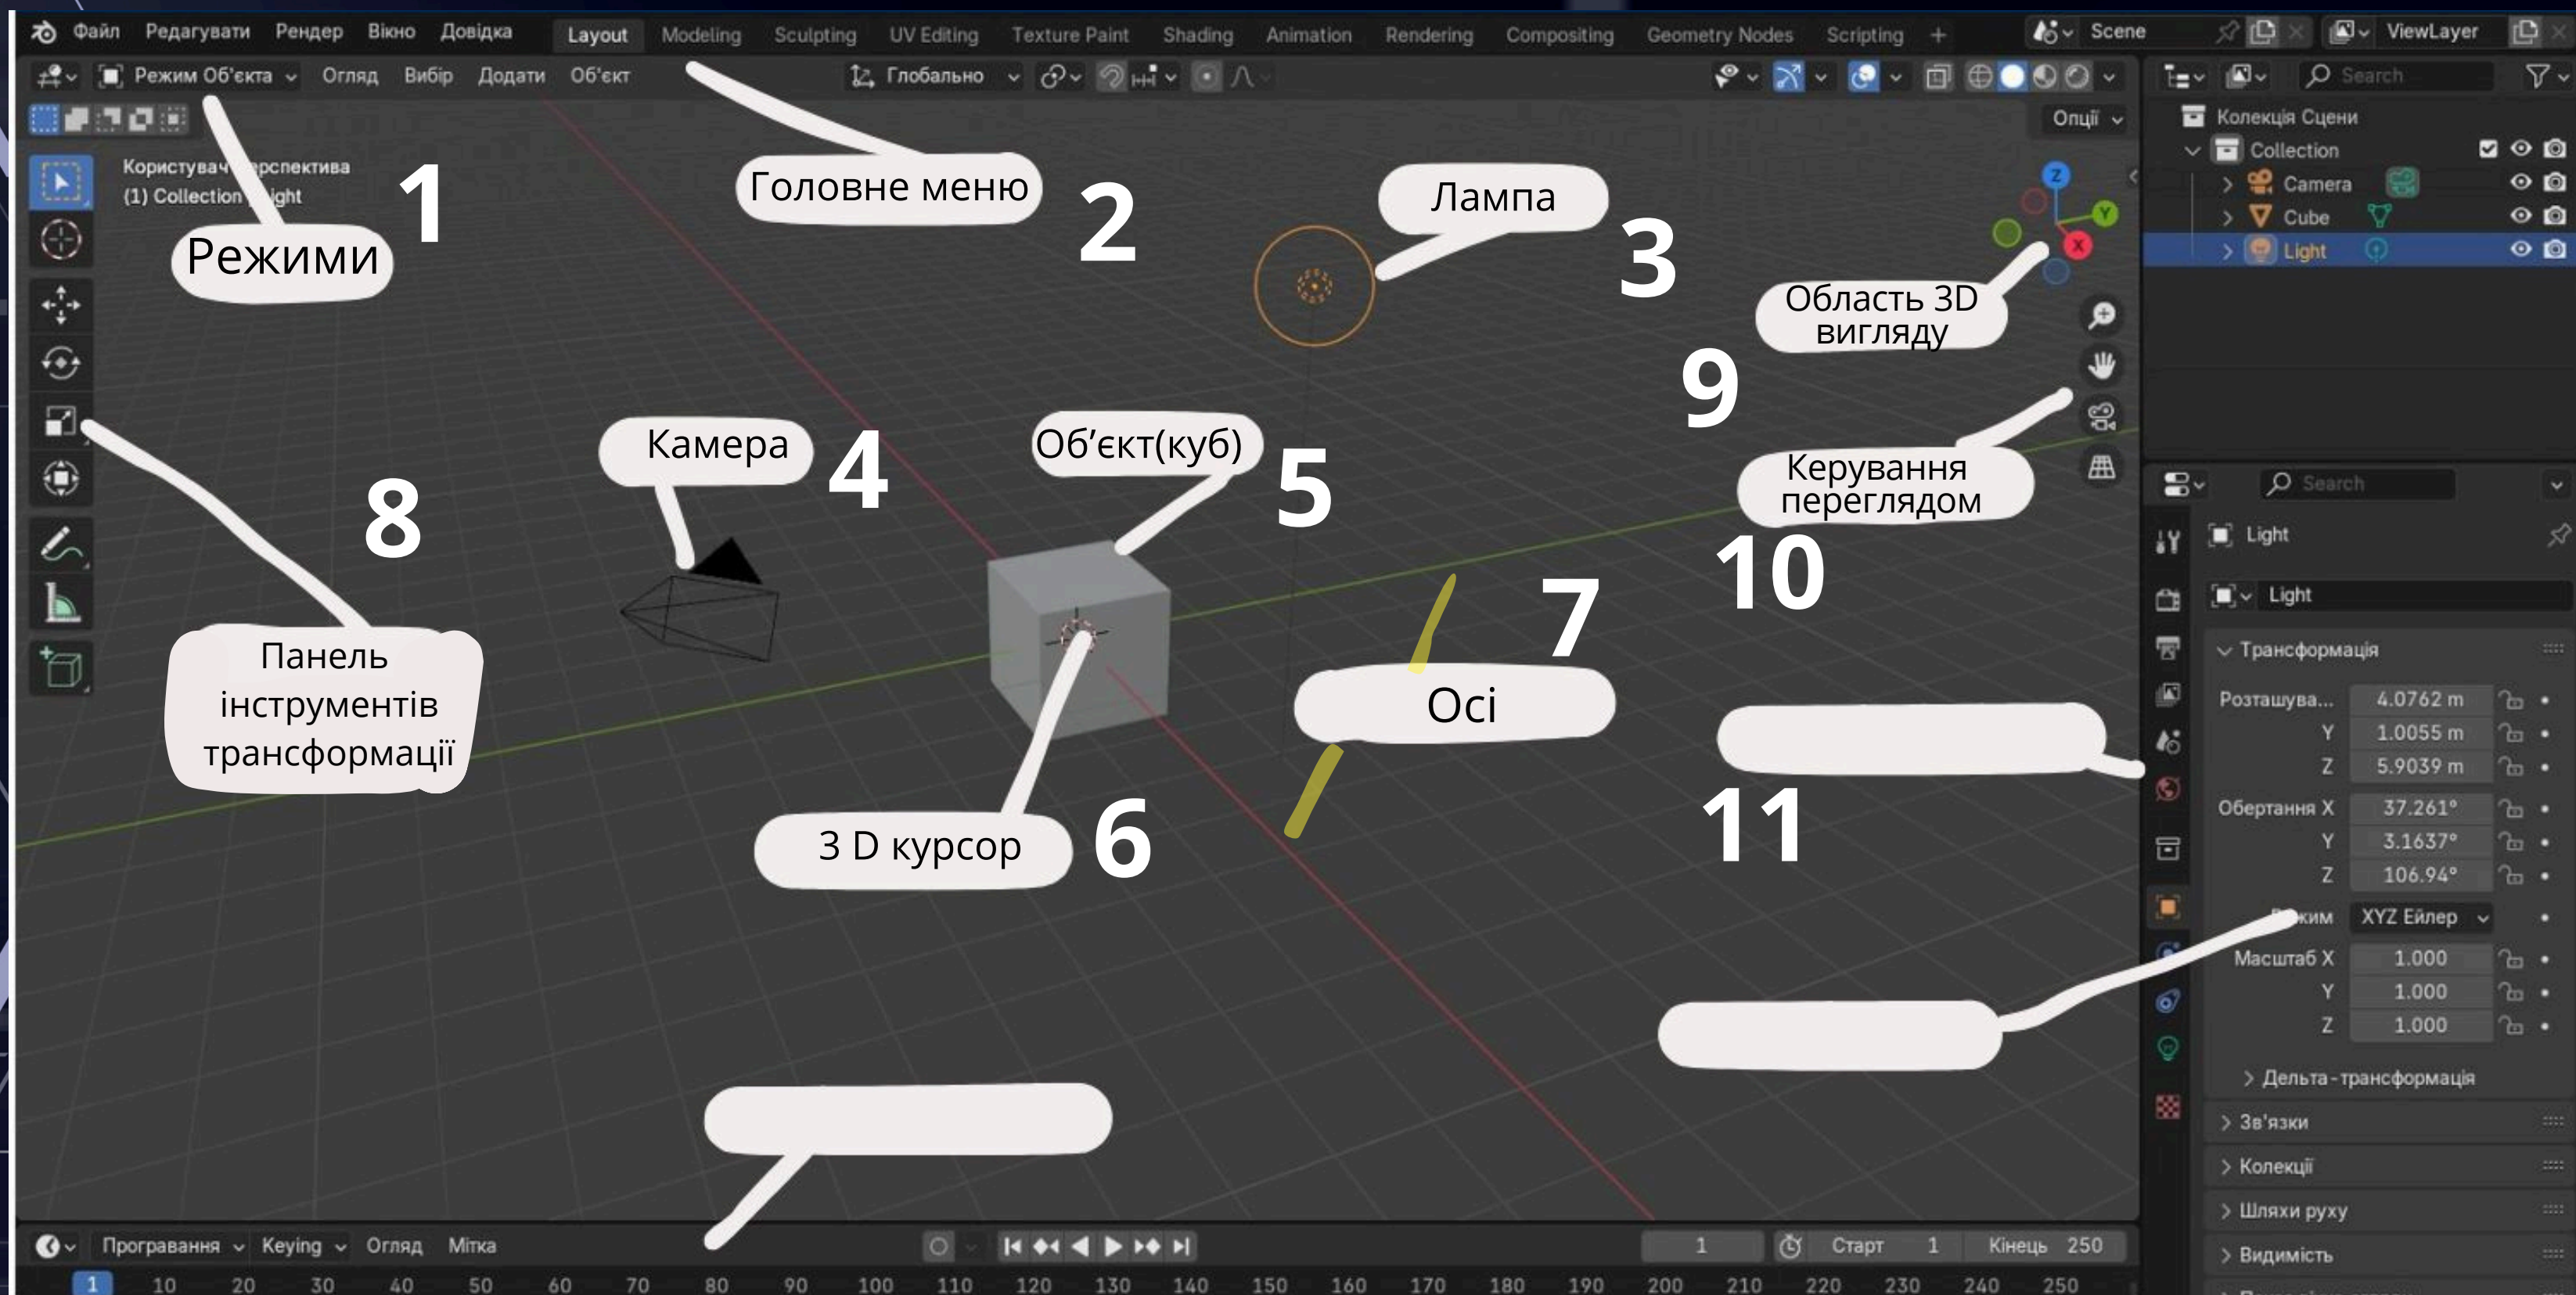 Файл Редагувати Рендер Вікно Довідка Layout Modeling Sculpting UV Editing Texture Paint Shading Animation Rendering Compositing Geometry Nodes Scripting + Scene ViewLayer
Режим Об'єкта Огляд Вибір Додати Об'єкт Глобально Search
Опції
Колекція Сцени
Collection
Camera
Cube
Light
(1) Collection
Режими
1
Головне меню
2
Лампа
3
Z
Y
X
Область 3D
вигляду
9
Камера
4
Об’єкт(куб)
5
Керування
переглядом
10
8
Панель
інструментів
трансформації
7
Осі
3 D курсор
6
11
Search
Light
Light
Трансформація
Розташува... 4.0762 m
Y 1.0055 m
Z 5.9039 m
Обертання X 37.261°
Y 3.1637°
Z 106.94°
XYZ Ейлер
Масштаб X 1.000
Y 1.000
Z 1.000
Дельта-трансформація
Зв'язки
Колекції
Шляхи руху
Видимість
Програвання Keying Огляд Мітка 1 Старт 1 Кінець 250
1 10 20 30 40 50 60 70 80 90 100 110 120 130 140 150 160 170 180 190 200 210 220 230 240 250